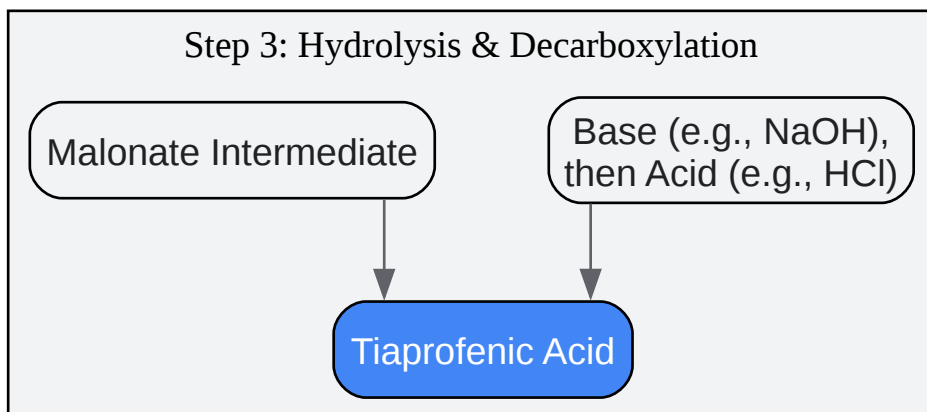 Step 3: Hydrolysis & Decarboxylation
Malonate Intermediate
Base (e.g., NaOH),
then Acid (e.g., HCl)
Tiaprofenic Acid